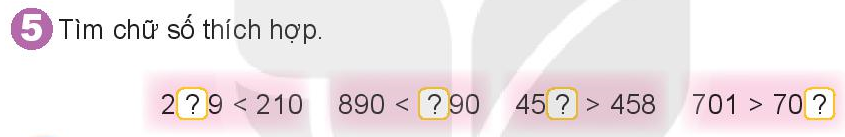 5 Tìm chữ số thích hợp.
2?9 < 210 890 < ?90 45? > 458 701 > 70?